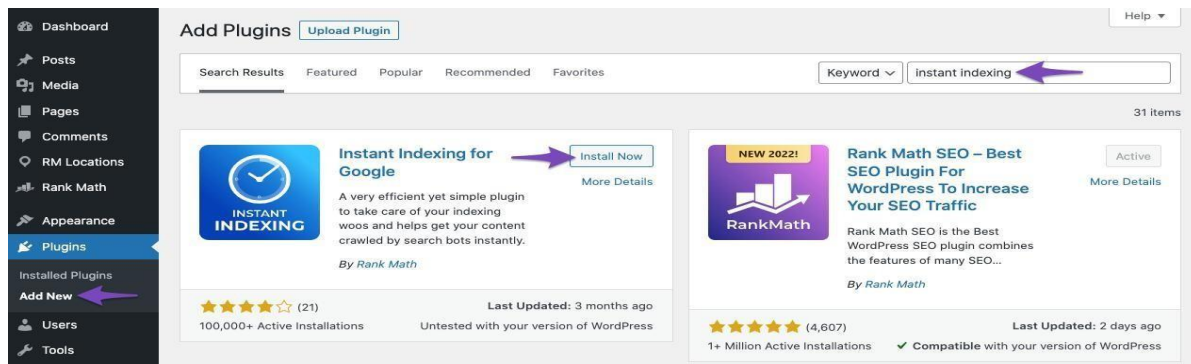 Dashboard
Posts
Media
Pages
Comments
RM Locations
Rank Math
Appearance
Plugins
Installed Plugins
Add New
Users
Tools
Help
Add Plugins Upload Plugin
Search Results Featured Popular Recommended Favorites Keyword instant indexing
31 items
INSTANT
INDEXING
Instant Indexing for
Google
Install Now
More Details
A very efficient yet simple plugin
to take care of your indexing
woos and helps get your content
crawled by search bots instantly.
By Rank Math
(21) Last Updated: 3 months ago
100,000+ Active Installations Untested with your version of WordPress
NEW 2022!
RankMath
Rank Math SEO – Best
SEO Plugin For
WordPress To Increase
Your SEO Traffic
Active
More Details
Rank Math SEO is the Best
WordPress SEO plugin combines
the features of many SEO...
By Rank Math
(4,607) Last Updated: 2 days ago
1+ Million Active Installations Compatible with your version of WordPress